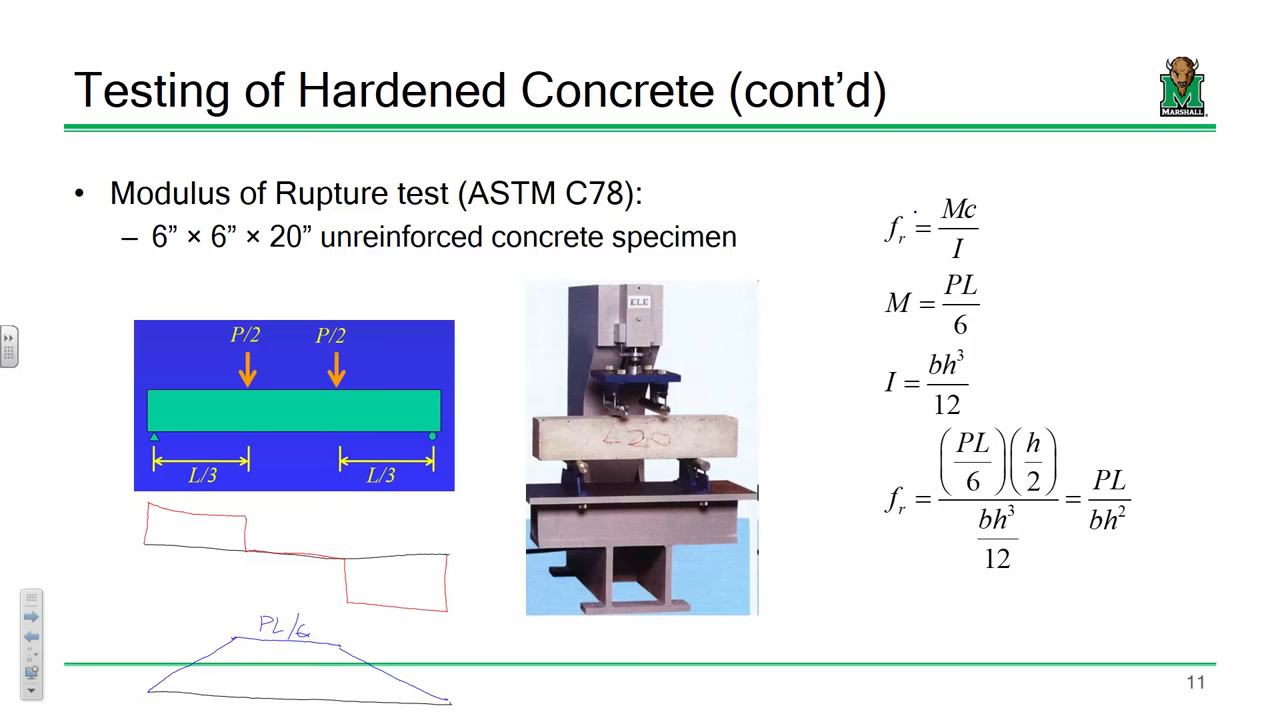 Testing of Hardened Concrete (cont’d)
MARSHALL
• Modulus of Rupture test (ASTM C78):
– 6” × 6” × 20” unreinforced concrete specimen
P/2 P/2
L/3 L/3
PL/6
ELE
L20
f_r = Mc / I
M = PL / 6
I = bh³ / 12
f_r = (PL / 6)(h / 2) / (bh³ / 12) = PL / bh²
11